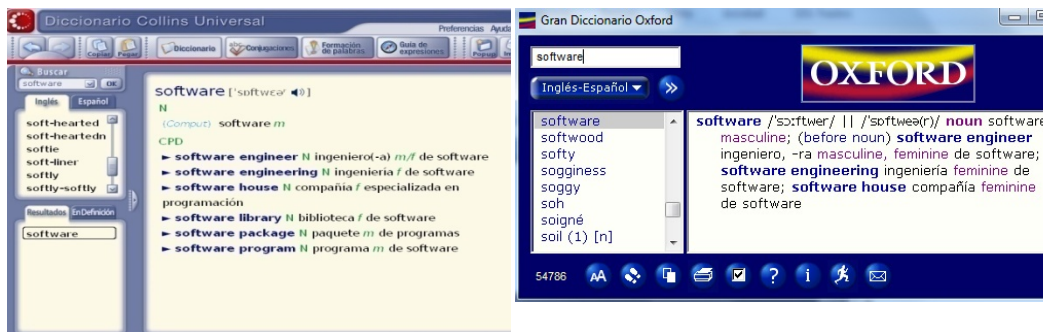 Diccionario Collins Universal
Preferencias Ayuda
Copiar Pegar Diccionario Conjugaciones Formación de palabras Guía de expresiones Popup
Buscar
software OK
Inglés Español
soft-hearted
soft-heartedn
softie
soft-liner
softly
softly-softly
Resultados EnDefinición
software
software ['sɒftwɛəʳ]
N
(Comput) software m
CPD
► software engineer N ingeniero(-a) m/f de software
► software engineering N ingeniería f de software
► software house N compañía f especializada en
programación
► software library N biblioteca f de software
► software package N paquete m de programas
► software program N programa m de software
Gran Diccionario Oxford
software
Inglés-Español
OXFORD
software
softwood
softy
sogginess
soggy
soh
soigné
soil (1) [n]
software /'sɔːftwer/ || /'sɒftweə(r)/ noun software
masculine; (before noun) software engineer
ingeniero, -ra masculine, feminine de software;
software engineering ingeniería feminine de
software; software house compañía feminine
de software
54786 AA ? i